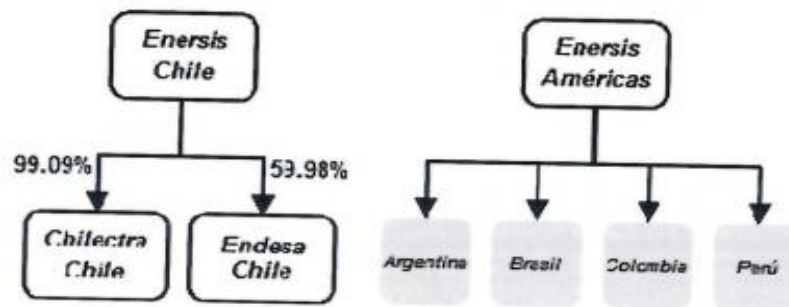 Enersis
Chile
Enersis
Américas
99.09%
59.98%
Chilectra
Chile
Endesa
Chile
Argentina
Brasil
Colombia
Perú